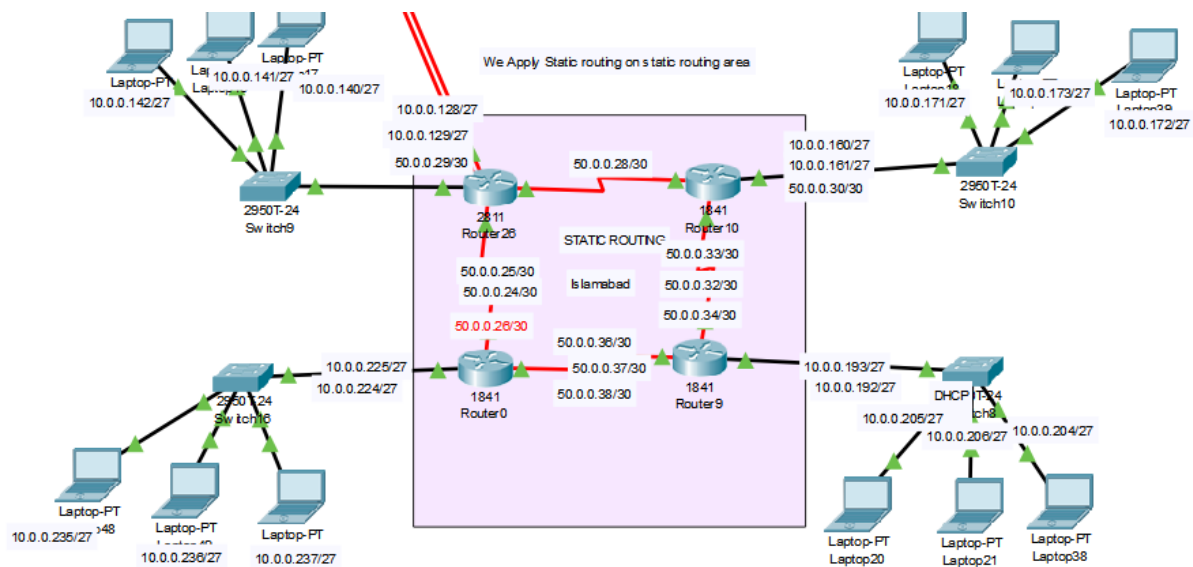 We Apply Static routing on static routing area
Laptop-PT
10.0.0.142/27
10.0.0.141/27
Laptop-PT
10.0.0.140/27
2950T-24
Switch9
10.0.0.128/27
10.0.0.129/27
50.0.0.29/30
2811
Router26
50.0.0.28/30
1841
Router10
10.0.0.160/27
10.0.0.161/27
50.0.0.30/30
Laptop-PT
10.0.0.171/27
10.0.0.173/27
Laptop-PT
Laptop39
10.0.0.172/27
2950T-24
Switch10
STATIC ROUTING
Islamabad
50.0.0.25/30
50.0.0.24/30
50.0.0.26/30
50.0.0.33/30
50.0.0.32/30
50.0.0.34/30
50.0.0.36/30
50.0.0.37/30
50.0.0.38/30
1841
Router0
1841
Router9
10.0.0.225/27
10.0.0.224/27
2950T-24
Switch16
Laptop-PT
10.0.0.235/27
Laptop-PT
10.0.0.236/27
Laptop-PT
10.0.0.237/27
10.0.0.193/27
10.0.0.192/27
DHCP
10.0.0.205/27
10.0.0.206/27
10.0.0.204/27
Laptop-PT
Laptop20
Laptop-PT
Laptop21
Laptop-PT
Laptop38